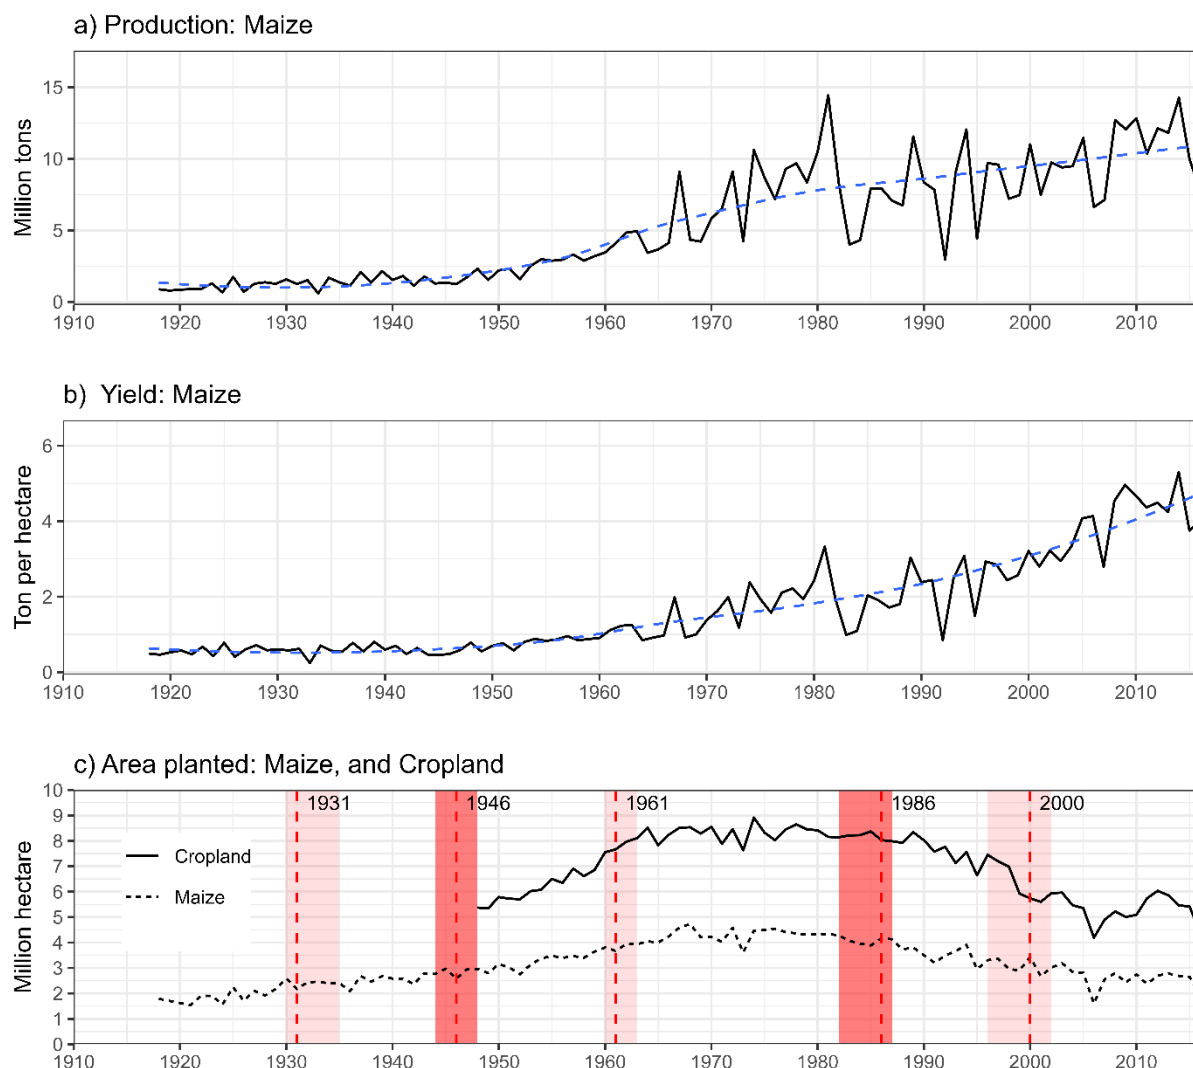 a) Production: Maize
Million tons
15
10
5
0
1910 1920 1930 1940 1950 1960 1970 1980 1990 2000 2010
b) Yield: Maize
Ton per hectare
6
4
2
0
1910 1920 1930 1940 1950 1960 1970 1980 1990 2000 2010
c) Area planted: Maize, and Cropland
Million hectare
10
9
8
7
6
5
4
3
2
1
0
1931 1946 1961 1986 2000
Cropland
Maize
1910 1920 1930 1940 1950 1960 1970 1980 1990 2000 2010